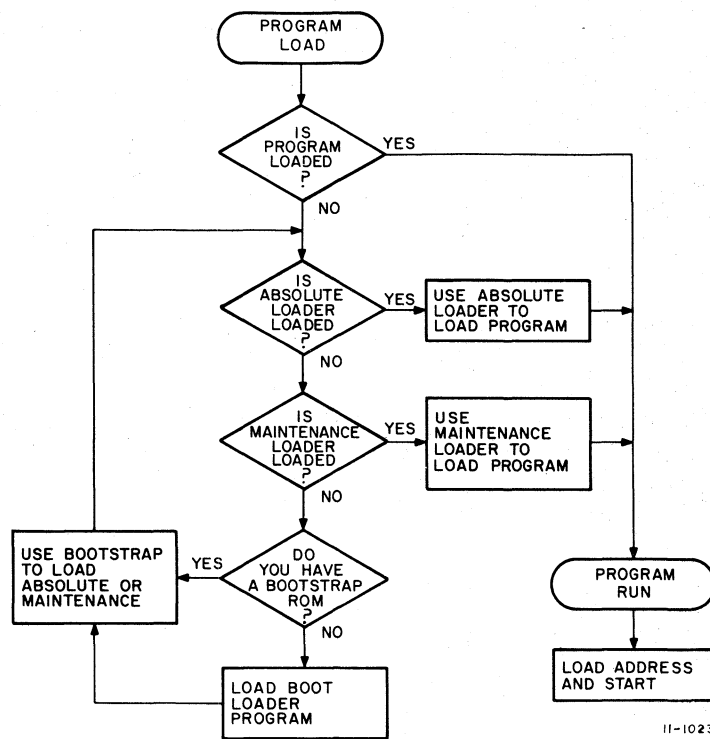 PROGRAM
LOAD
IS
PROGRAM
LOADED
?
YES
NO
IS
ABSOLUTE
LOADER
LOADED
?
YES
USE ABSOLUTE
LOADER TO
LOAD PROGRAM
NO
IS
MAINTENANCE
LOADER
LOADED
?
YES
USE
MAINTENANCE
LOADER TO
LOAD PROGRAM
NO
DO
YOU HAVE
A BOOTSTRAP
ROM
?
YES
USE BOOTSTRAP
TO LOAD
ABSOLUTE OR
MAINTENANCE
NO
LOAD BOOT
LOADER
PROGRAM
PROGRAM
RUN
LOAD ADDRESS
AND START
11-1023